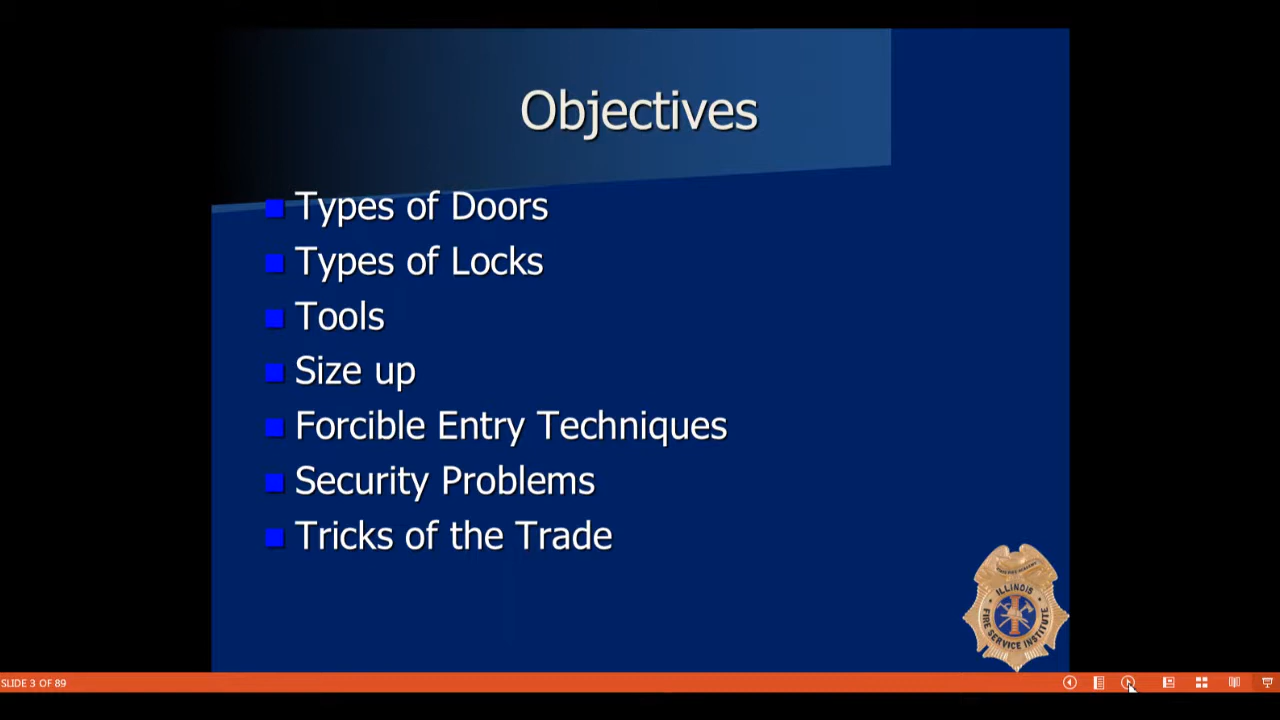 Objectives
Types of Doors
Types of Locks
Tools
Size up
Forcible Entry Techniques
Security Problems
Tricks of the Trade
ILLINOIS
FIRE SERVICE INSTITUTE
SLIDE 3 OF 89